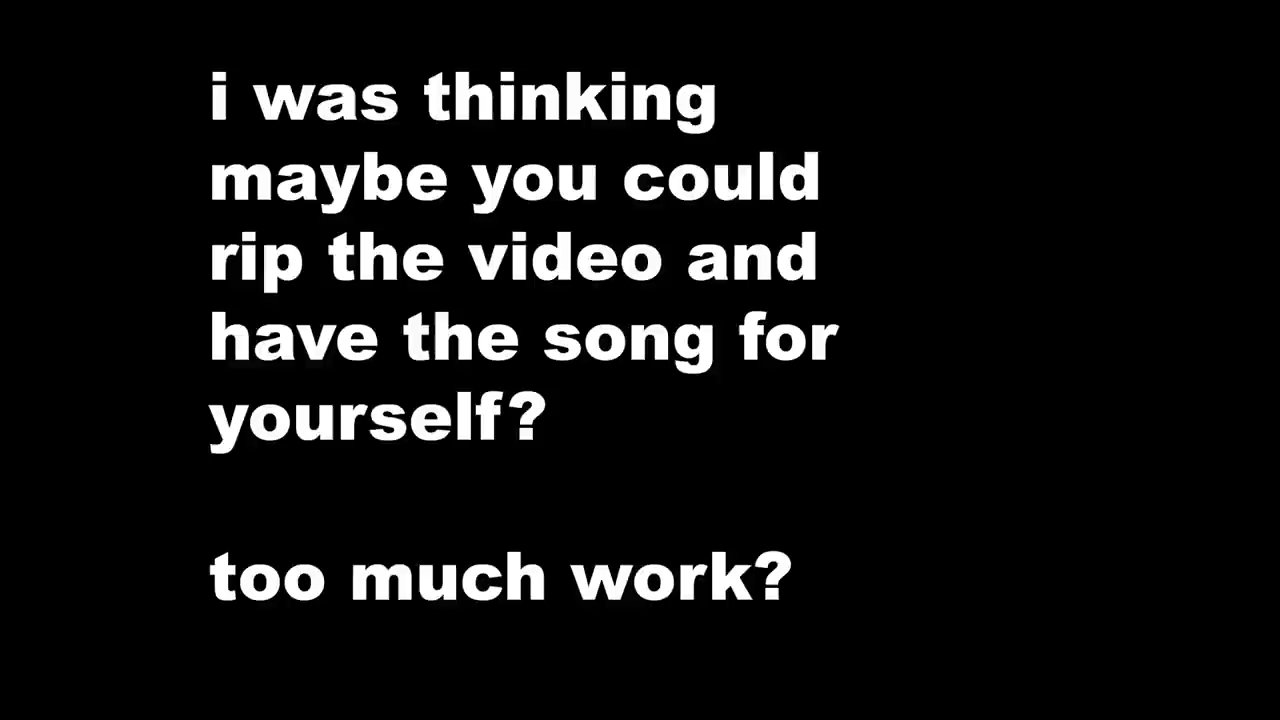 i was thinking
maybe you could
rip the video and
have the song for
yourself?
too much work?